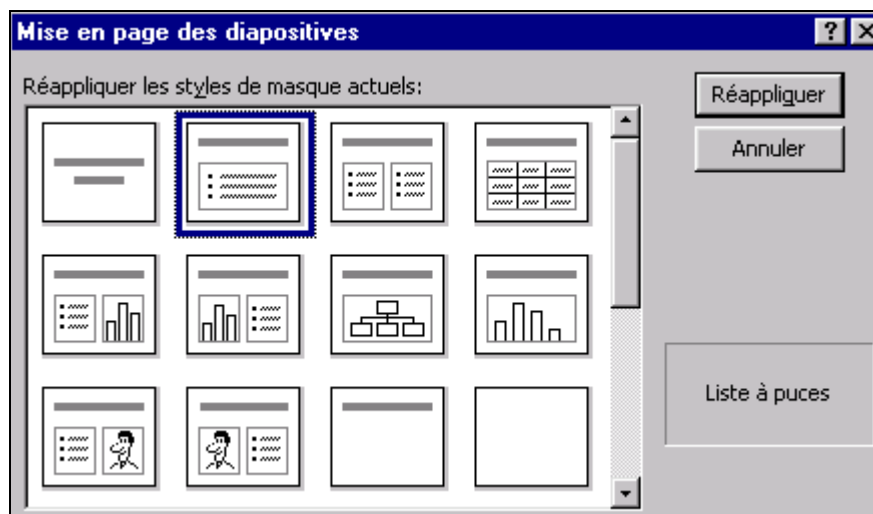 Mise en page des diapositives
Réappliquer les styles de masque actuels:
Réappliquer
Annuler
Liste à puces